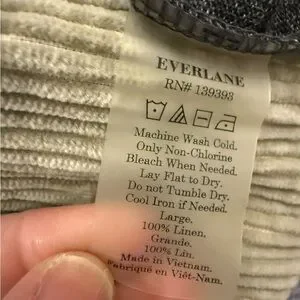 EVERLANE
RN# 139393
Machine Wash Cold.
Only Non-Chlorine
Bleach When Needed.
Lay Flat to Dry.
Do not Tumble Dry.
Cool Iron if Needed.
Large.
100% Linen.
Grande.
100% Lin.
Made in Vietnam.
Fabriqué en Viêt-Nam.